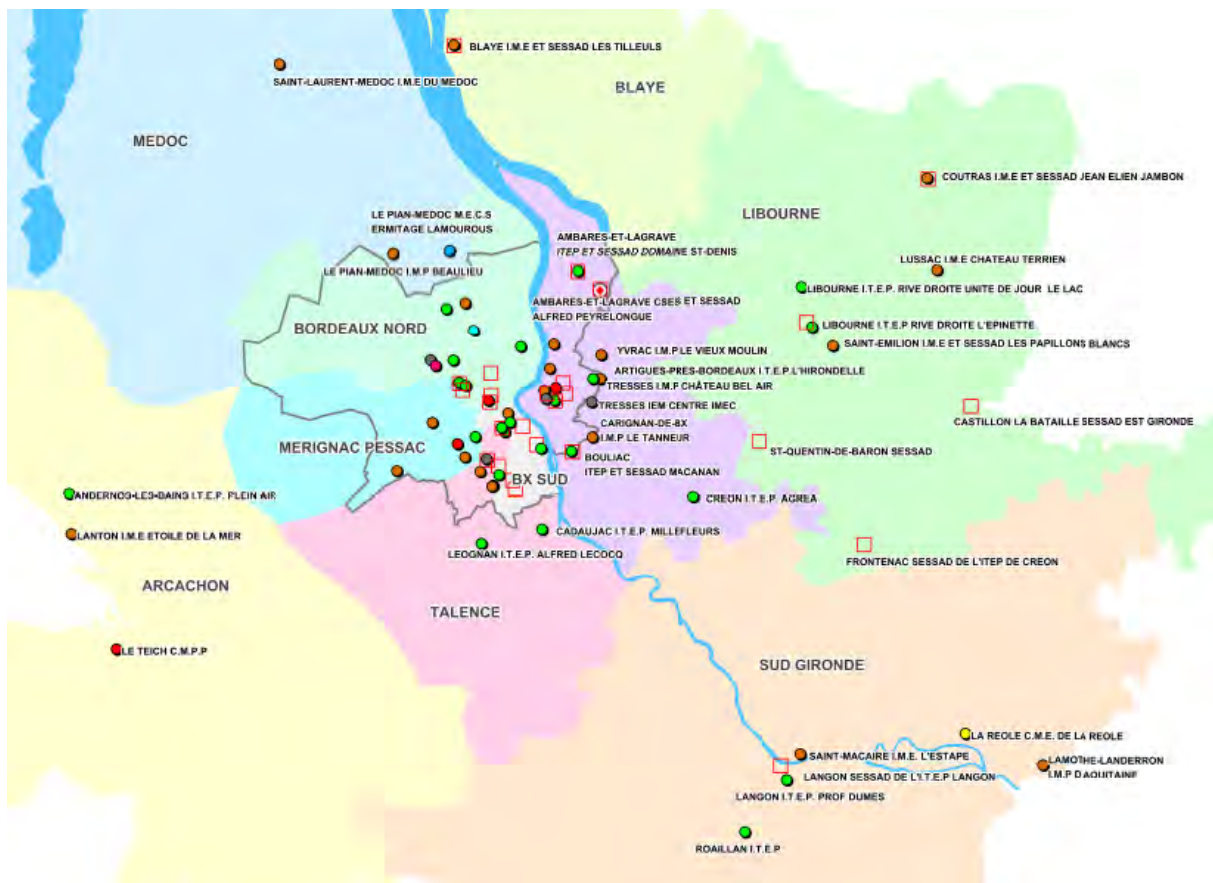 BLAYE I.M.E ET SESSAD LES TILLEULS
SAINT-LAURENT-MEDOC I.M.E DU MEDOC
BLAYE
MEDOC
COUTRAS I.M.E ET SESSAD JEAN ELIEN JAMBON
LE PIAN-MEDOC M.E.C.S
ERMITAGE LAMOUROUS
LIBOURNE
AMBARES-ET-LAGRAVE
ITEP ET SESSAD DOMAINE ST-DENIS
LUSSAC I.M.E CHATEAU TERRIEN
LE PIAN-MEDOC I.M.P BEAULIEU
LIBOURNE I.T.E.P. RIVE DROITE UNITE DE JOUR LE LAC
AMBARES-ET-LAGRAVE CSES ET SESSAD
ALFRED PEYRELONGUE
BORDEAUX NORD
LIBOURNE I.T.E.P RIVE DROITE L'EPINETTE
SAINT-EMILION I.M.E ET SESSAD LES PAPILLONS BLANCS
YVRAC I.M.P LE VIEUX MOULIN
ARTIGUES-PRES-BORDEAUX I.T.E.P L'HIRONDELLE
TRESSES I.M.F CHÂTEAU BEL AIR
TRESSES IEM CENTRE IMEC
CASTILLON LA BATAILLE SESSAD EST GIRONDE
CARIGNAN-DE-BX
I.M.P LE TANNEUR
MERIGNAC PESSAC
ST-QUENTIN-DE-BARON SESSAD
BOULIAC
ITEP ET SESSAD MACANAN
BX SUD
ANDERNOS-LES-BAINS I.T.E.P. PLEIN AIR
CREON I.T.E.P. AGREA
LANTON I.M.E ETOILE DE LA MER
CADAUJAC I.T.E.P. MILLEFLEURS
LEOGNAN I.T.E.P. ALFRED LECOCQ
FRONTENAC SESSAD DE L'ITEP DE CREON
ARCACHON
TALENCE
LE TEICH C.M.P.P
SUD GIRONDE
LA REOLE C.M.E. DE LA REOLE
SAINT-MACAIRE I.M.E. L'ESTAPE
LAMOTHE-LANDERRON
I.M.P D'AQUITAINE
LANGON SESSAD DE L'I.T.E.P LANGON
LANGON I.T.E.P. PROF DUMES
ROAILLAN I.T.E.P